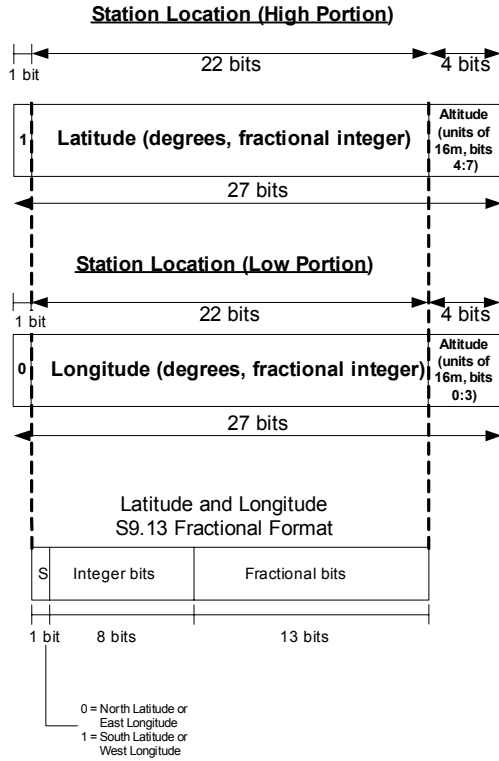 Station Location (High Portion)
1 bit
22 bits
4 bits
1
Latitude (degrees, fractional integer)
Altitude
(units of
16m, bits
4:7)
27 bits
Station Location (Low Portion)
1 bit
22 bits
4 bits
0
Longitude (degrees, fractional integer)
Altitude
(units of
16m, bits
0:3)
27 bits
Latitude and Longitude
S9.13 Fractional Format
S
Integer bits
Fractional bits
1 bit
8 bits
13 bits
0 = North Latitude or
East Longitude
1 = South Latitude or
West Longitude